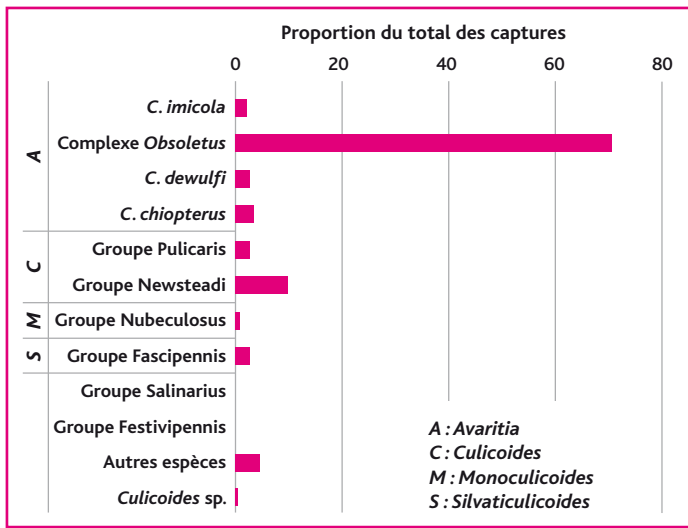 Proportion du total des captures
0 20 40 60 80
A
C. imicola
Complexe Obsoletus
C. dewulfi
C. chiopterus
C
Groupe Pulicaris
Groupe Newsteadi
M
Groupe Nubeculosus
S
Groupe Fascipennis
Groupe Salinarius
Groupe Festivipennis
Autres espèces
Culicoides sp.
A : Avaritia
C : Culicoides
M : Monoculicoides
S : Silvaticulicoides